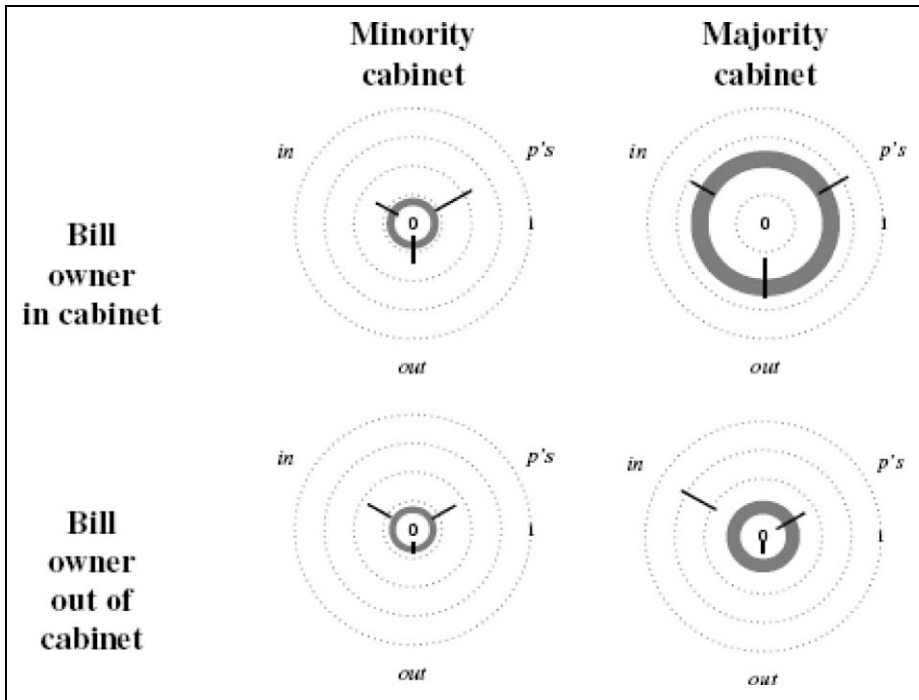 Minority
cabinet
Majority
cabinet
Bill
owner
in cabinet
in
p's
0
1
out
in
p's
0
1
out
Bill
owner
out of
cabinet
in
p's
0
1
out
in
p's
0
1
out